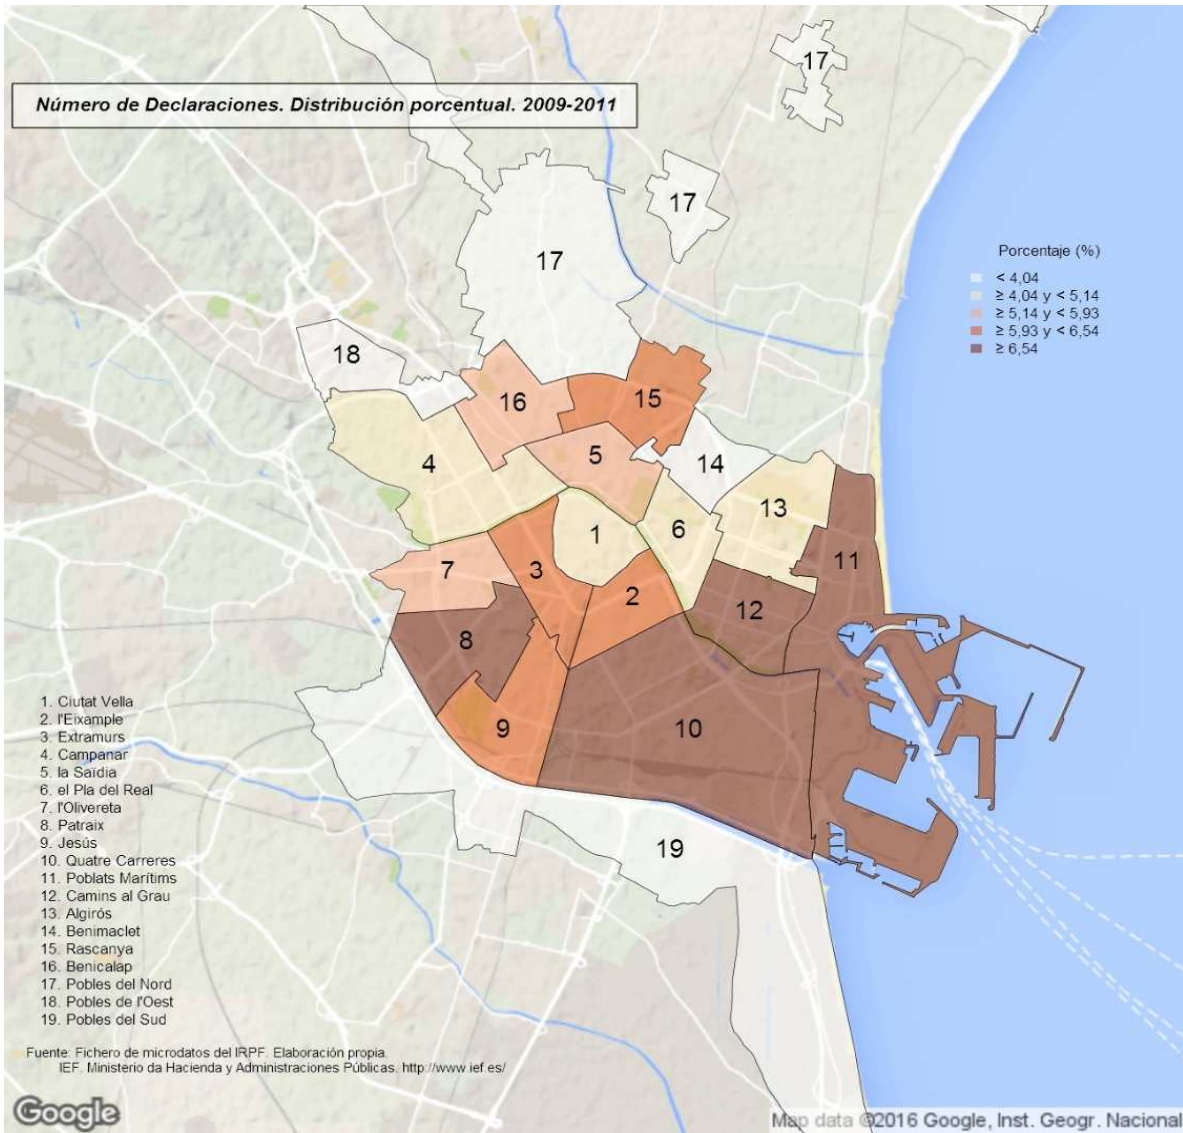 17
Número de Declaraciones. Distribución porcentual. 2009-2011
17
17
Porcentaje (%)
< 4,04
≥ 4,04 y < 5,14
≥ 5,14 y < 5,93
≥ 5,93 y < 6,54
≥ 6,54
18
16
15
5
4
14
13
1
6
11
7
3
2
12
8
10
9
19
1. Ciutat Vella
2. l'Eixample
3. Extramurs
4. Campanar
5. la Saïdia
6. el Pla del Real
7. l'Olivereta
8. Patraix
9. Jesús
10. Quatre Carreres
11. Poblats Marítims
12. Camins al Grau
13. Algirós
14. Benimaclet
15. Rascanya
16. Benicalap
17. Pobles del Nord
18. Pobles de l'Oest
19. Pobles del Sud
Fuente: Fichero de microdatos del IRPF. Elaboración propia.
IEF. Ministerio da Hacienda y Administraciones Públicas. http://www.ief.es/
Google
Map data ©2016 Google, Inst. Geogr. Nacional